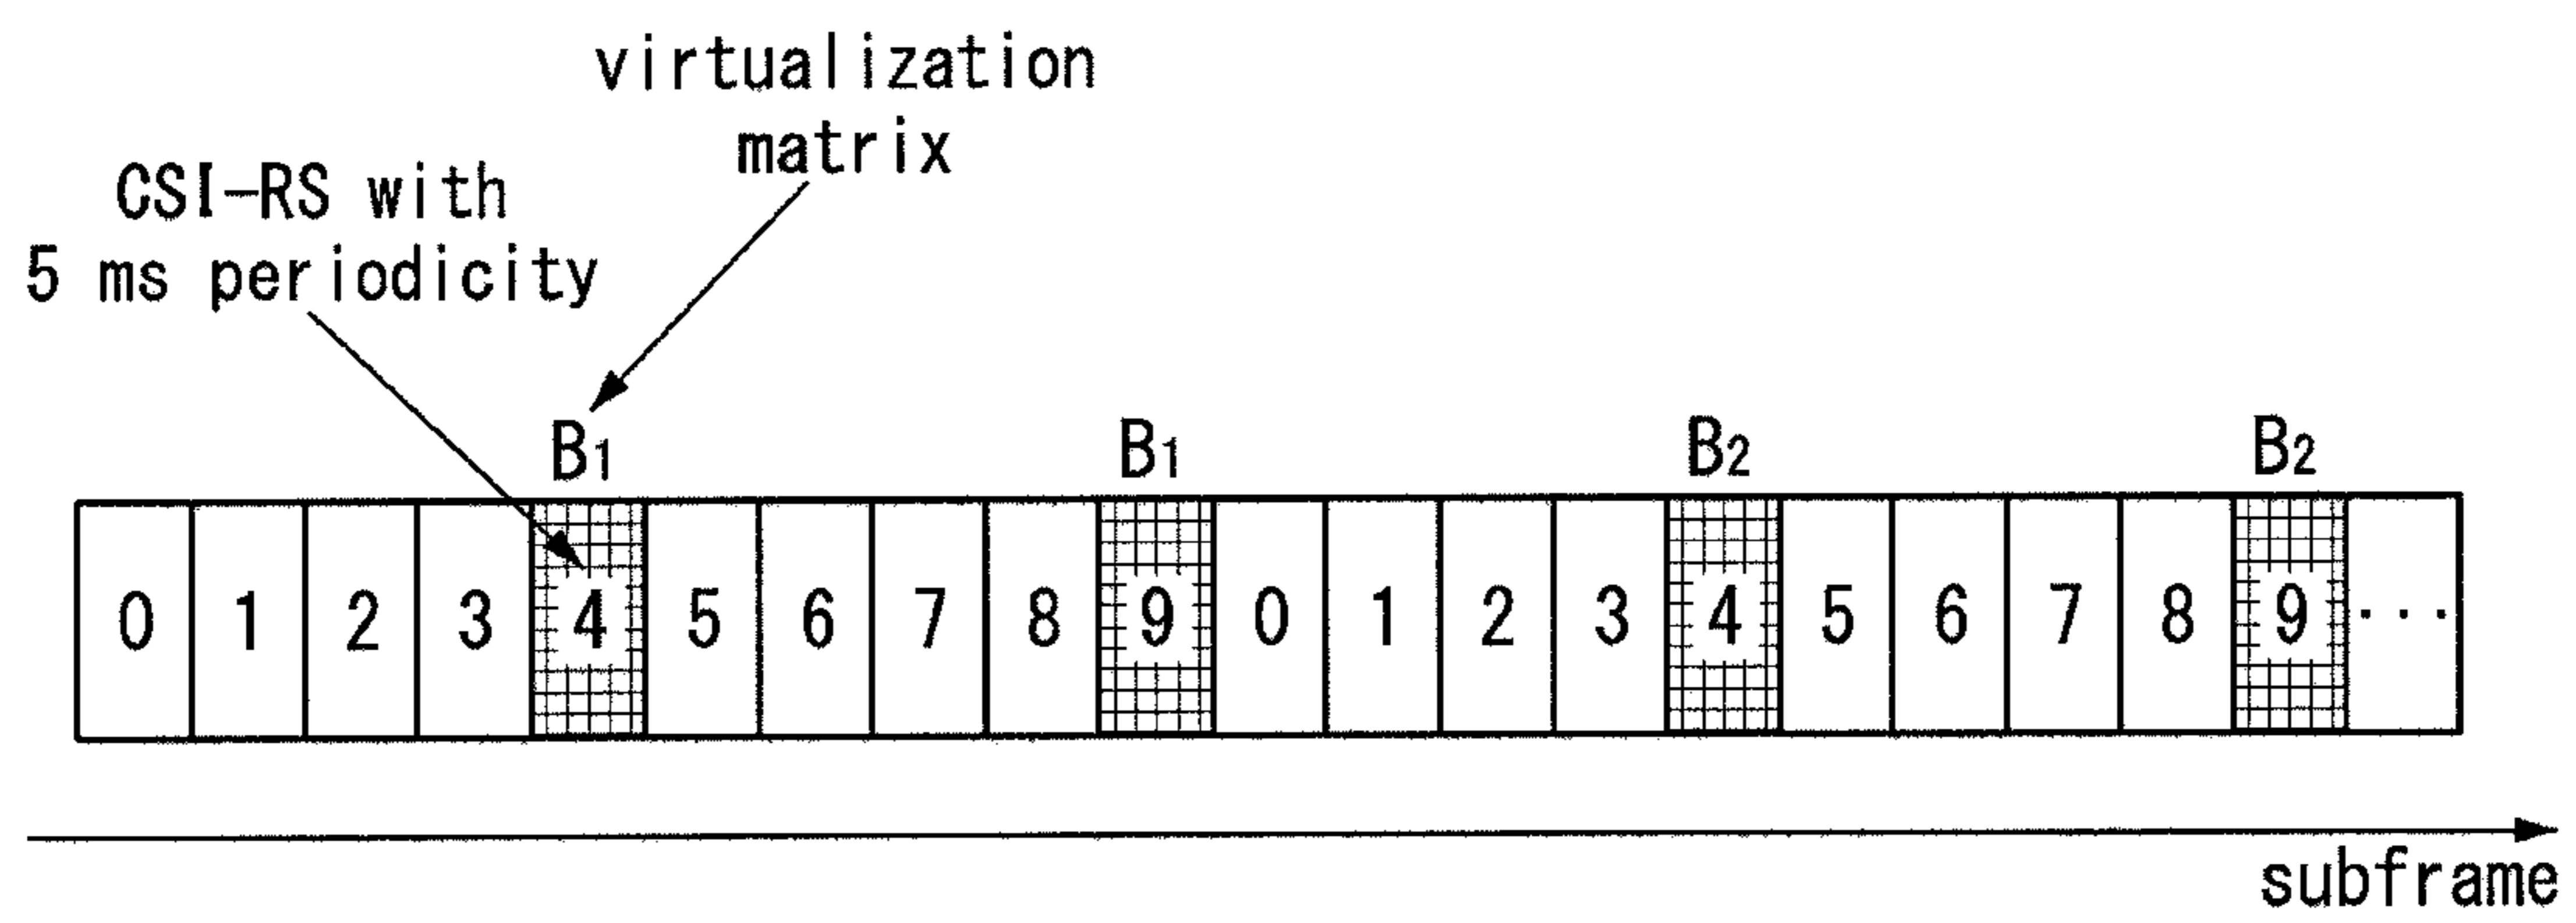 virtualization
matrix
CSI-RS with
5 ms periodicity
B1 B1 B2 B2
0 1 2 3 4 5 6 7 8 9 0 1 2 3 4 5 6 7 8 9 ...
subframe